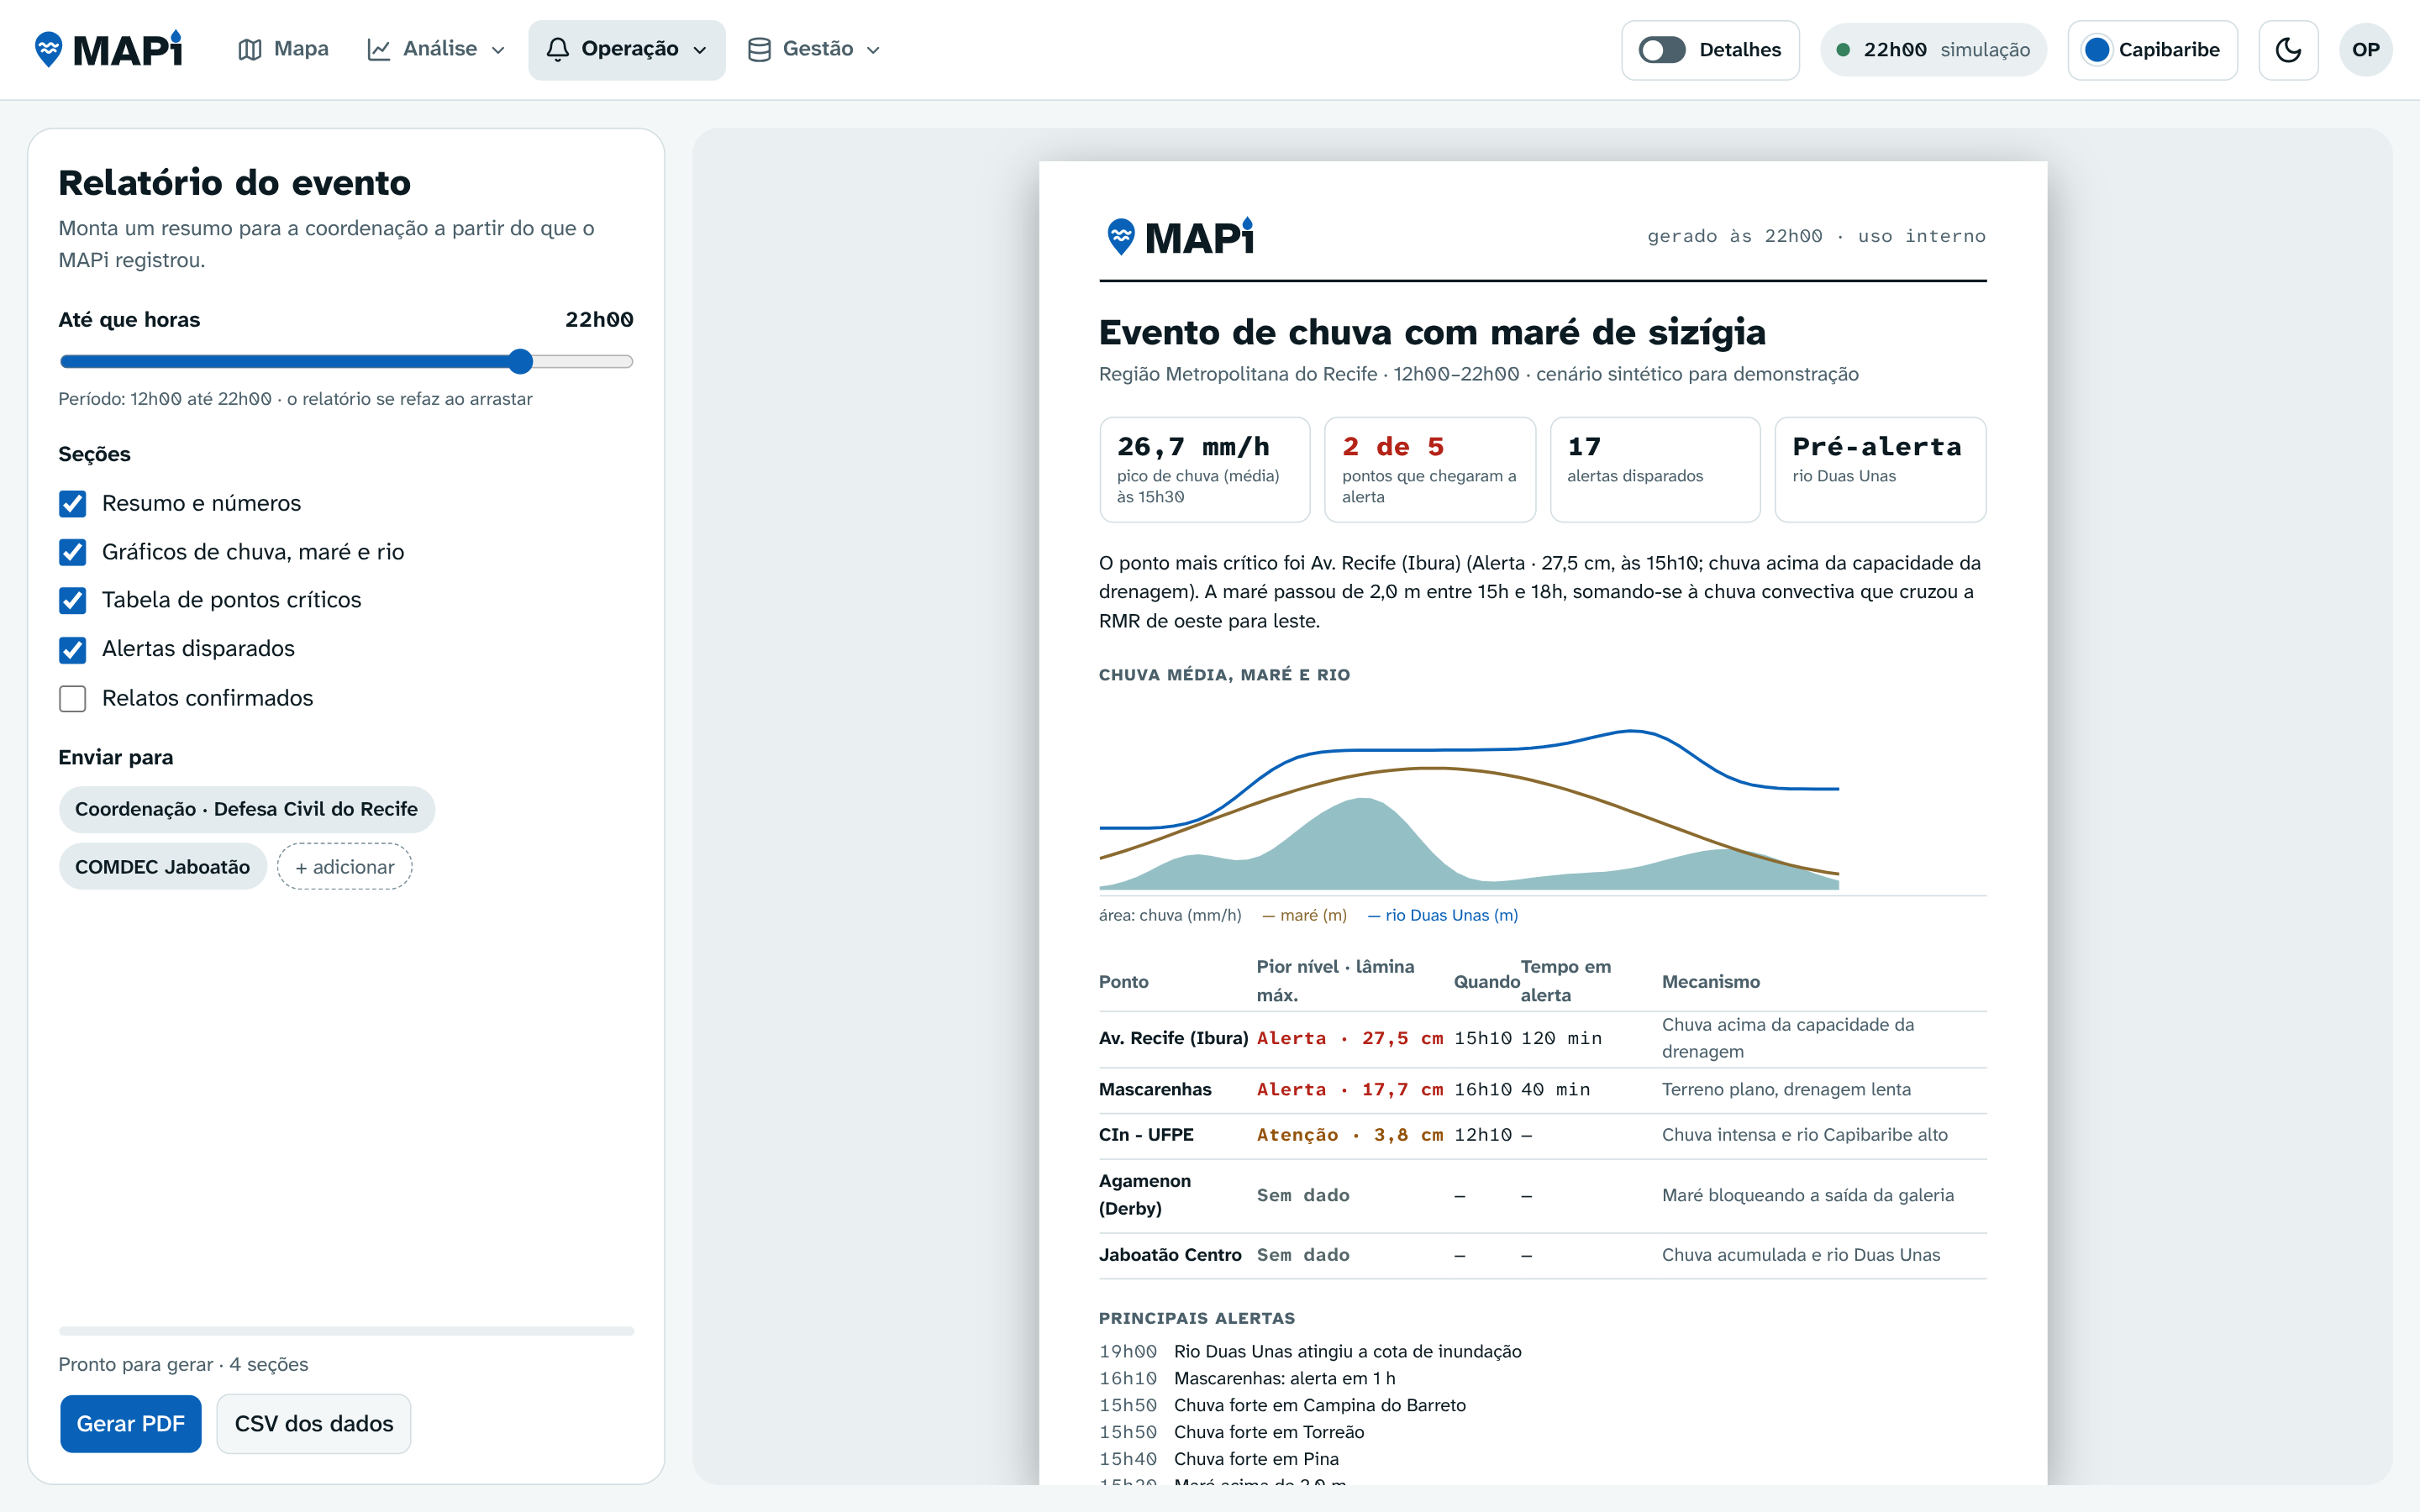 MAPi
Mapa
Análise
Operação
Gestão
Detalhes
22h00 simulação
Capibaribe
OP
Relatório do evento
Monta um resumo para a coordenação a partir do que o
MAPi registrou.
Até que horas 22h00
Período: 12h00 até 22h00 · o relatório se refaz ao arrastar
Seções
Resumo e números
Gráficos de chuva, maré e rio
Tabela de pontos críticos
Alertas disparados
Relatos confirmados
Enviar para
Coordenação · Defesa Civil do Recife
COMDEC Jaboatão
+ adicionar
Pronto para gerar · 4 seções
Gerar PDF
CSV dos dados
MAPi
gerado às 22h00 · uso interno
Evento de chuva com maré de sizígia
Região Metropolitana do Recife · 12h00–22h00 · cenário sintético para demonstração
26,7 mm/h
pico de chuva (média)
às 15h30
2 de 5
pontos que chegaram a
alerta
17
alertas disparados
Pré-alerta
rio Duas Unas
O ponto mais crítico foi Av. Recife (Ibura) (Alerta · 27,5 cm, às 15h10; chuva acima da capacidade da
drenagem). A maré passou de 2,0 m entre 15h e 18h, somando-se à chuva convectiva que cruzou a
RMR de oeste para leste.
CHUVA MÉDIA, MARÉ E RIO
área: chuva (mm/h) — maré (m) — rio Duas Unas (m)
Ponto
Pior nível · lâmina
máx.
Quando
Tempo em
alerta
Mecanismo
Av. Recife (Ibura) Alerta · 27,5 cm 15h10 120 min Chuva acima da capacidade da
drenagem
Mascarenhas Alerta · 17,7 cm 16h10 40 min Terreno plano, drenagem lenta
CIn - UFPE Atenção · 3,8 cm 12h10 — Chuva intensa e rio Capibaribe alto
Agamenon
(Derby) Sem dado — — Maré bloqueando a saída da galeria
Jaboatão Centro Sem dado — — Chuva acumulada e rio Duas Unas
PRINCIPAIS ALERTAS
19h00 Rio Duas Unas atingiu a cota de inundação
16h10 Mascarenhas: alerta em 1 h
15h50 Chuva forte em Campina do Barreto
15h50 Chuva forte em Torreão
15h40 Chuva forte em Pina